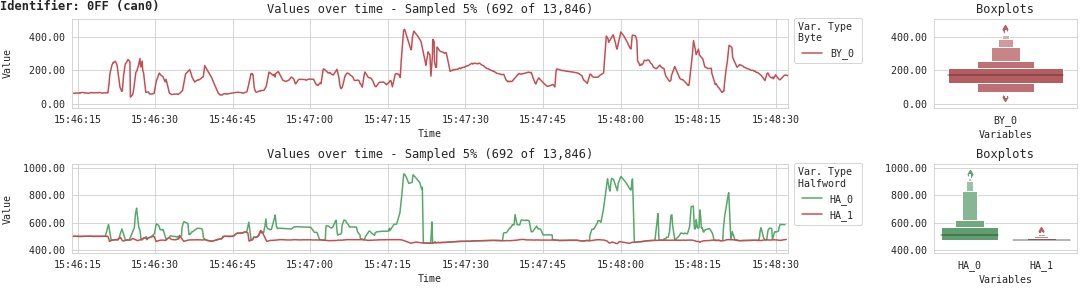 Identifier: 0FF (can0)
Values over time - Sampled 5% (692 of 13,846)
Value
400.00
200.00
0.00
15:46:15 15:46:30 15:46:45 15:47:00 15:47:15 15:47:30 15:47:45 15:48:00 15:48:15 15:48:30
Time
Var. Type
Byte
BY_0
Boxplots
400.00
200.00
0.00
BY_0
Variables
Values over time - Sampled 5% (692 of 13,846)
Value
1000.00
800.00
600.00
400.00
15:46:15 15:46:30 15:46:45 15:47:00 15:47:15 15:47:30 15:47:45 15:48:00 15:48:15 15:48:30
Time
Var. Type
Halfword
HA_0
HA_1
Boxplots
1000.00
800.00
600.00
400.00
HA_0 HA_1
Variables